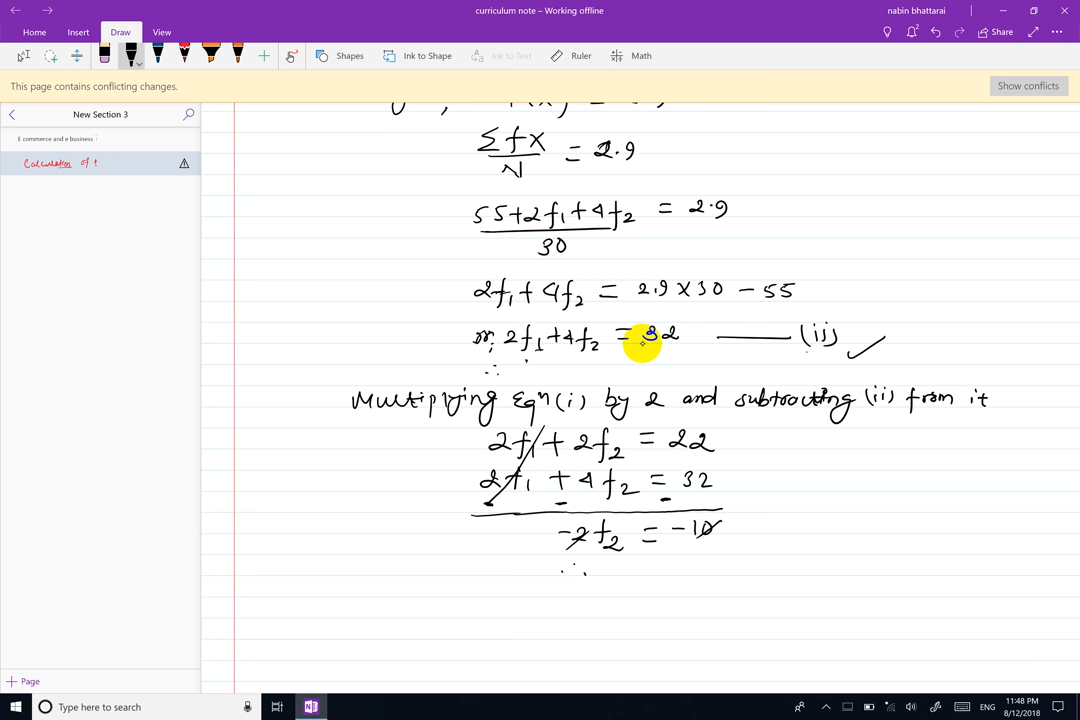 curriculum note – Working offline
nabin bhattarai
Home Insert Draw View
Share
Shapes Ink to Shape Ink to Text Ruler Math
This page contains conflicting changes.
Show conflicts
New Section 3
E commerce and e business
Calculation of
Σfx/N = 2.9
55+2f₁+4f₂/30 = 2.9
2f₁+4f₂ = 2.9×30 – 55
or, 2f₁+4f₂ = 32 —— (ii) ✓
∴
Multiplying Eqⁿ(i) by 2 and subtracting (ii) from it
2f₁ + 2f₂ = 22
2f₁ + 4f₂ = 32
- - -
-2f₂ = -10
∴
+ Page
Type here to search
ENG
11:48 PM
8/12/2018